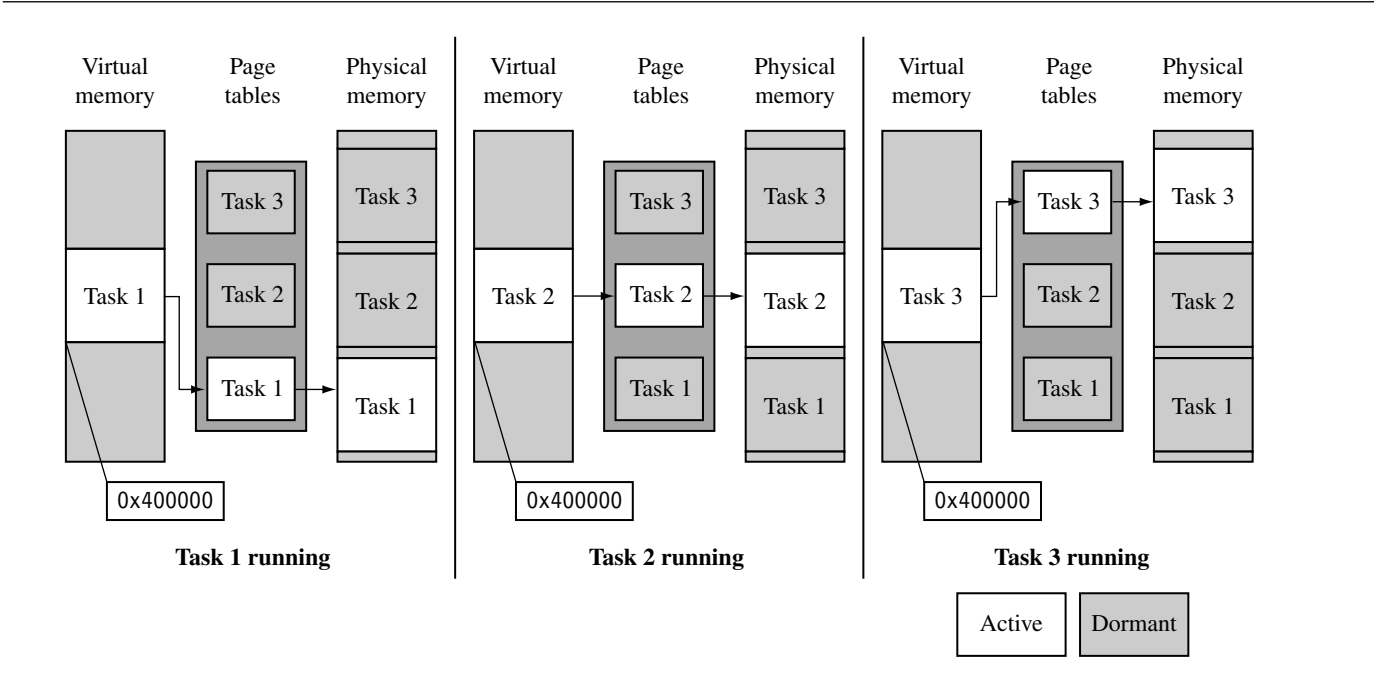 Virtual
memory
Page
tables
Physical
memory
Task 3
Task 3
Task 1
Task 2
Task 2
Task 1
Task 1
0x400000
Task 1 running
Virtual
memory
Page
tables
Physical
memory
Task 3
Task 3
Task 2
Task 2
Task 2
Task 1
Task 1
0x400000
Task 2 running
Virtual
memory
Page
tables
Physical
memory
Task 3
Task 3
Task 3
Task 2
Task 2
Task 1
Task 1
0x400000
Task 3 running
Active
Dormant